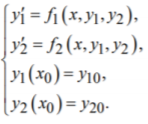 y₁′ = f₁(x, y₁, y₂),
y₂′ = f₂(x, y₁, y₂),
y₁(x₀) = y₁₀,
y₂(x₀) = y₂₀.